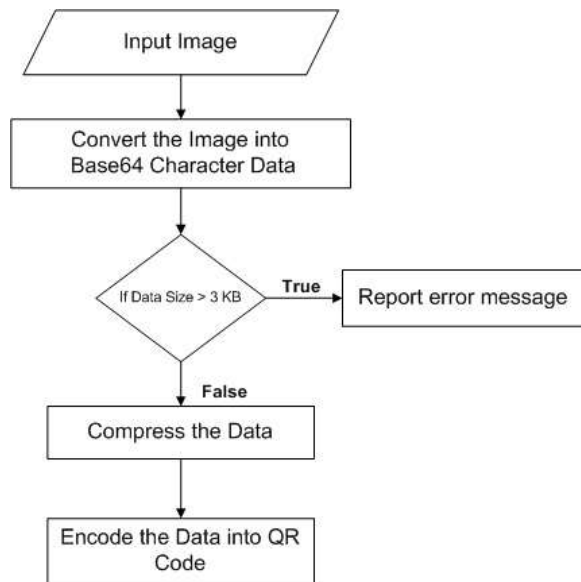 Input Image
Convert the Image into
Base64 Character Data
If Data Size > 3 KB
True
Report error message
False
Compress the Data
Encode the Data into QR
Code